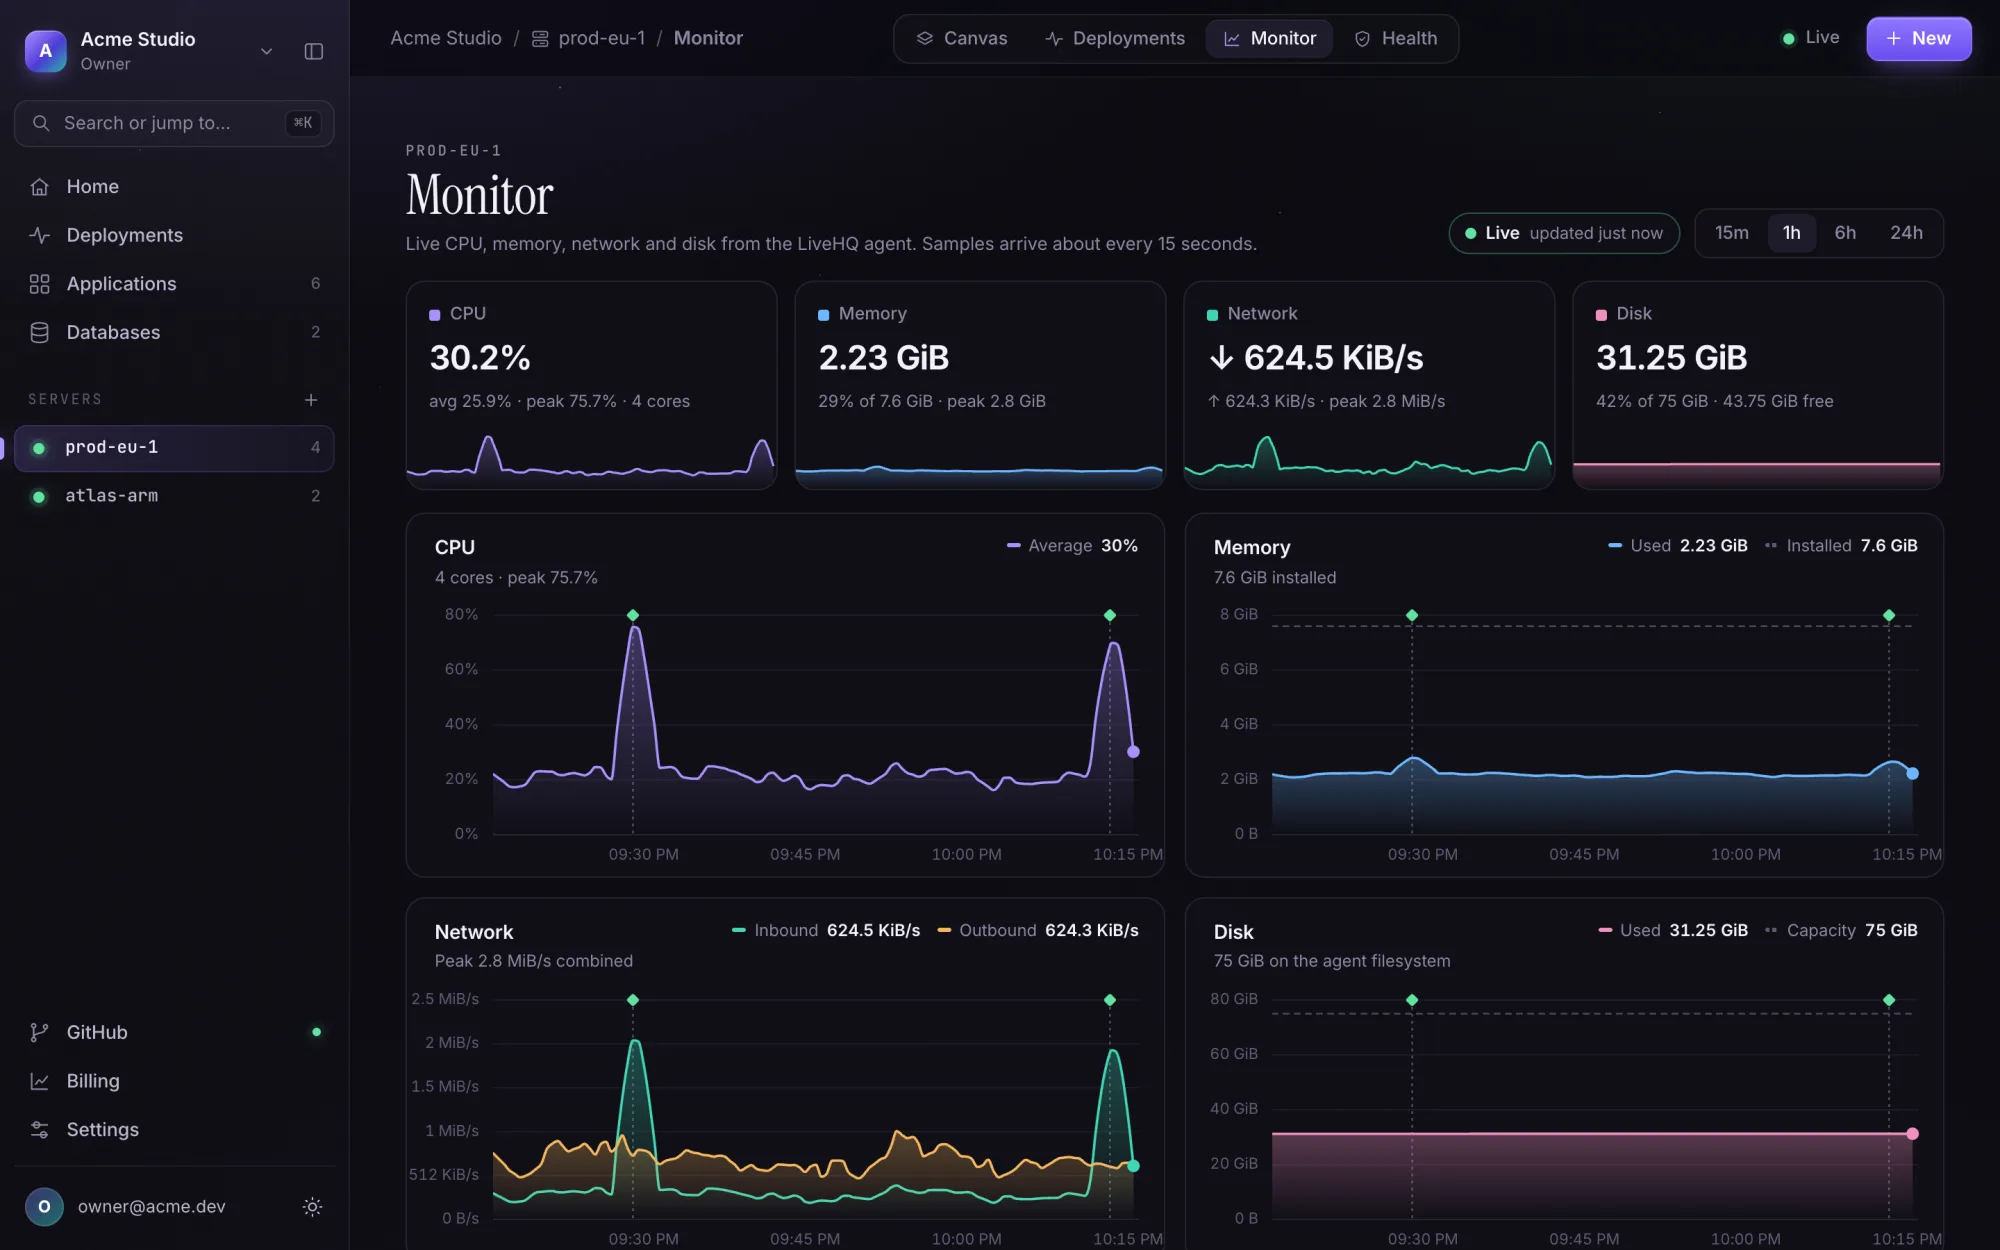 A
Acme Studio
Owner
Search or jump to...
⌘K
Home
Deployments
Applications 6
Databases 2
SERVERS
prod-eu-1 4
atlas-arm 2
GitHub
Billing
Settings
O owner@acme.dev
Acme Studio / prod-eu-1 / Monitor
Canvas Deployments Monitor Health
Live
+ New
PROD-EU-1
Monitor
Live CPU, memory, network and disk from the LiveHQ agent. Samples arrive about every 15 seconds.
Live updated just now
15m 1h 6h 24h
CPU
30.2%
avg 25.9% · peak 75.7% · 4 cores
Memory
2.23 GiB
29% of 7.6 GiB · peak 2.8 GiB
Network
↓ 624.5 KiB/s
↑ 624.3 KiB/s · peak 2.8 MiB/s
Disk
31.25 GiB
42% of 75 GiB · 43.75 GiB free
CPU
Average 30%
4 cores · peak 75.7%
80%
60%
40%
20%
0%
09:30 PM 09:45 PM 10:00 PM 10:15 PM
Memory
Used 2.23 GiB Installed 7.6 GiB
7.6 GiB installed
8 GiB
6 GiB
4 GiB
2 GiB
0 B
09:30 PM 09:45 PM 10:00 PM 10:15 PM
Network
Inbound 624.5 KiB/s Outbound 624.3 KiB/s
Peak 2.8 MiB/s combined
2.5 MiB/s
2 MiB/s
1.5 MiB/s
1 MiB/s
512 KiB/s
0 B/s
09:30 PM 09:45 PM 10:00 PM 10:15 PM
Disk
Used 31.25 GiB Capacity 75 GiB
75 GiB on the agent filesystem
80 GiB
60 GiB
40 GiB
20 GiB
0 B
09:30 PM 09:45 PM 10:00 PM 10:15 PM